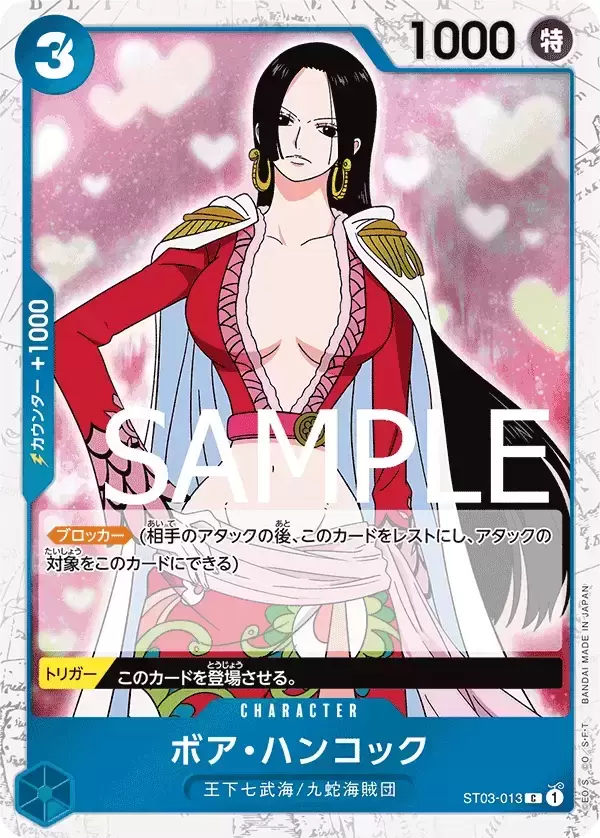 3
1000
特
カウンター +1000
SAMPLE
ブロッカー (相手のアタックの後、このカードをレストにし、アタックの
対象をこのカードにできる)
トリガー このカードを登場させる。
CHARACTER
ボア・ハンコック
王下七武海/九蛇海賊団
ST03-013 C 1
BANDAI MADE IN JAPAN